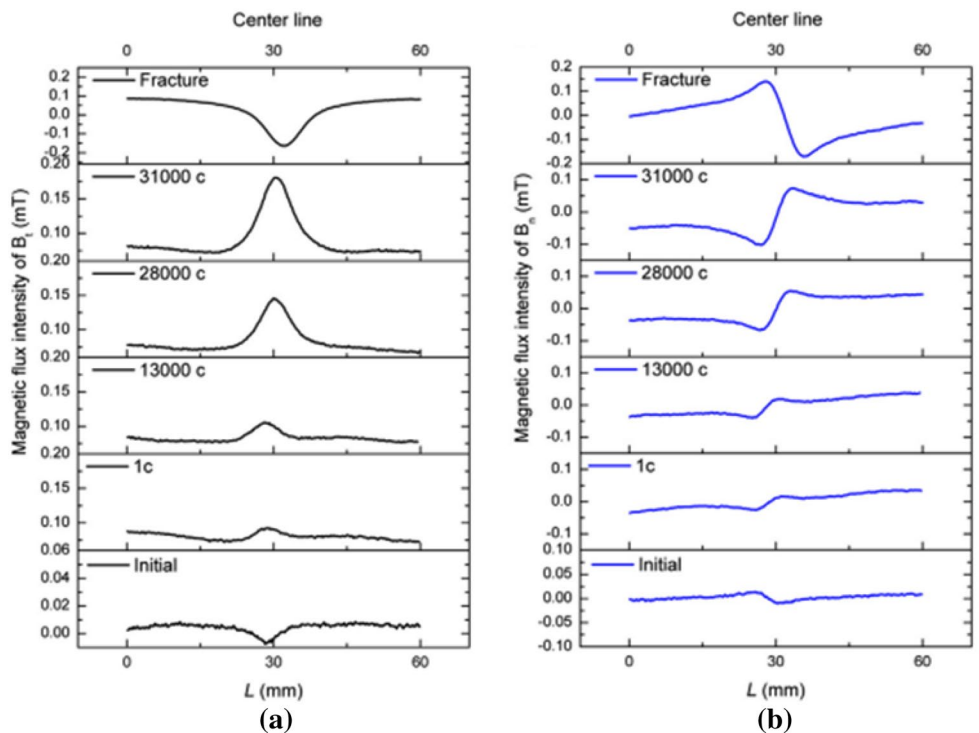 Center line
0 30 60
Fracture
0.2
0.1
0.0
-0.1
-0.2
0.20
31000 c
0.15
0.10
0.20
28000 c
0.15
0.10
0.20
13000 c
0.15
0.10
0.20
1c
0.15
0.10
0.06
Initial
0.04
0.02
0.00
Magnetic flux intensity of Bt (mT)
0 30 60
L (mm)
(a)
Center line
0 30 60
Fracture
0.2
0.1
0.0
-0.1
-0.2
31000 c
0.1
0.0
-0.1
28000 c
0.1
0.0
-0.1
13000 c
0.1
0.0
-0.1
1c
0.1
0.0
-0.1
0.10
Initial
0.05
0.00
-0.05
-0.10
Magnetic flux intensity of Bn (mT)
0 30 60
L (mm)
(b)